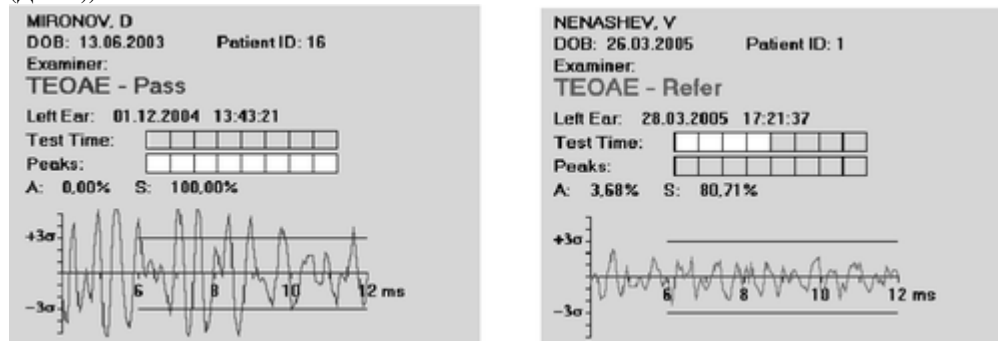 MIRONOV, D
DOB: 13.06.2003 Patient ID: 16
Examiner:
TEOAE - Pass
Left Ear: 01.12.2004 13:43:21
Test Time:
Peaks:
A: 0,00% S: 100,00%
+3σ
6 8 10 12 ms
-3σ
NENASHEV, V
DOB: 26.03.2005 Patient ID: 1
Examiner:
TEOAE - Refer
Left Ear: 28.03.2005 17:21:37
Test Time:
Peaks:
A: 3,68% S: 80,71%
+3σ
6 8 10 12 ms
-3σ